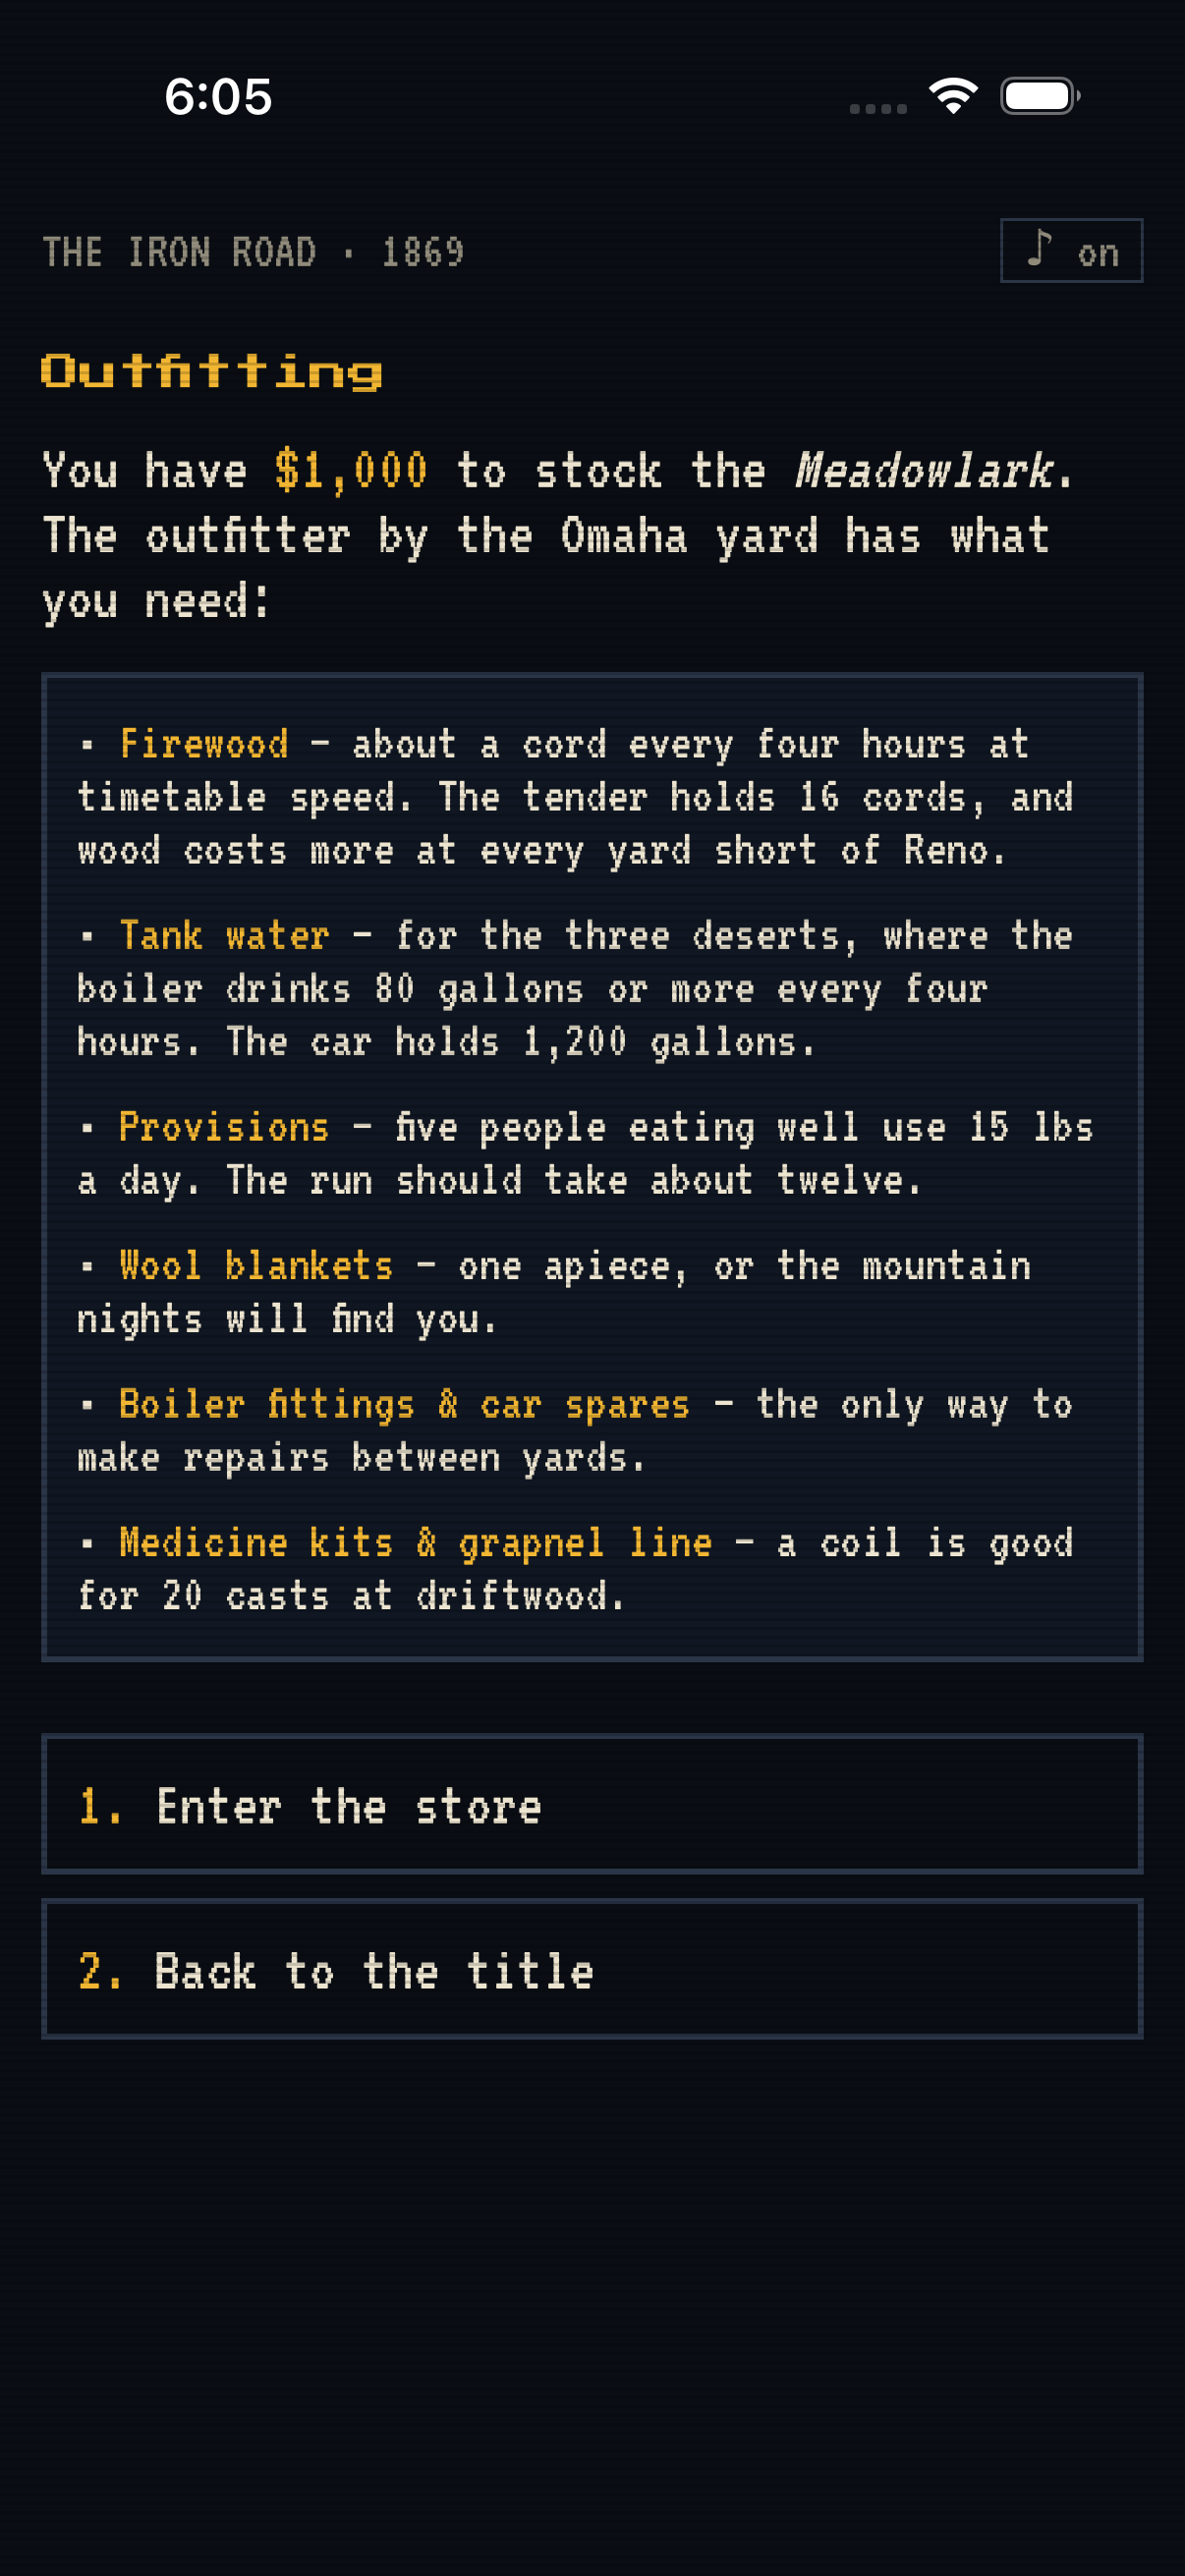 6:05
THE IRON ROAD · 1869
♪ on
Outfitting
You have $1,000 to stock the Meadowlark.
The outfitter by the Omaha yard has what
you need:
▪ Firewood — about a cord every four hours at
timetable speed. The tender holds 16 cords, and
wood costs more at every yard short of Reno.
▪ Tank water — for the three deserts, where the
boiler drinks 80 gallons or more every four
hours. The car holds 1,200 gallons.
▪ Provisions — five people eating well use 15 lbs
a day. The run should take about twelve.
▪ Wool blankets — one apiece, or the mountain
nights will find you.
▪ Boiler fittings & car spares — the only way to
make repairs between yards.
▪ Medicine kits & grapnel line — a coil is good
for 20 casts at driftwood.
1. Enter the store
2. Back to the title